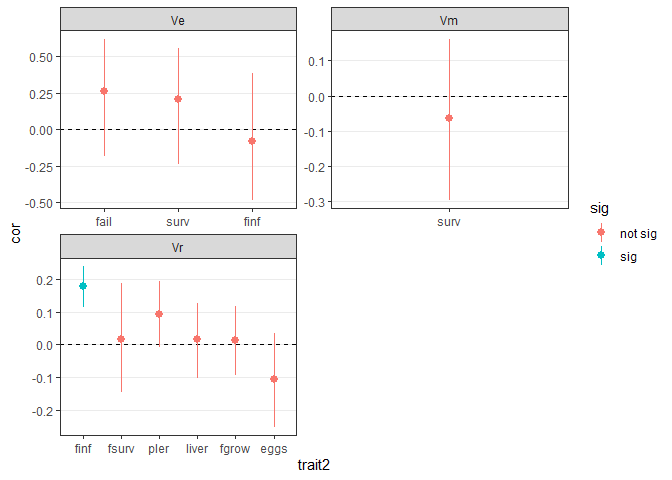 Ve
Vm
0.50
0.25
0.00
-0.25
-0.50
fail surv finf
0.1
0.0
-0.1
-0.2
-0.3
surv
cor
Vr
0.2
0.1
0.0
-0.1
-0.2
finf fsurv pler liver fgrow eggs
trait2
sig
not sig
sig